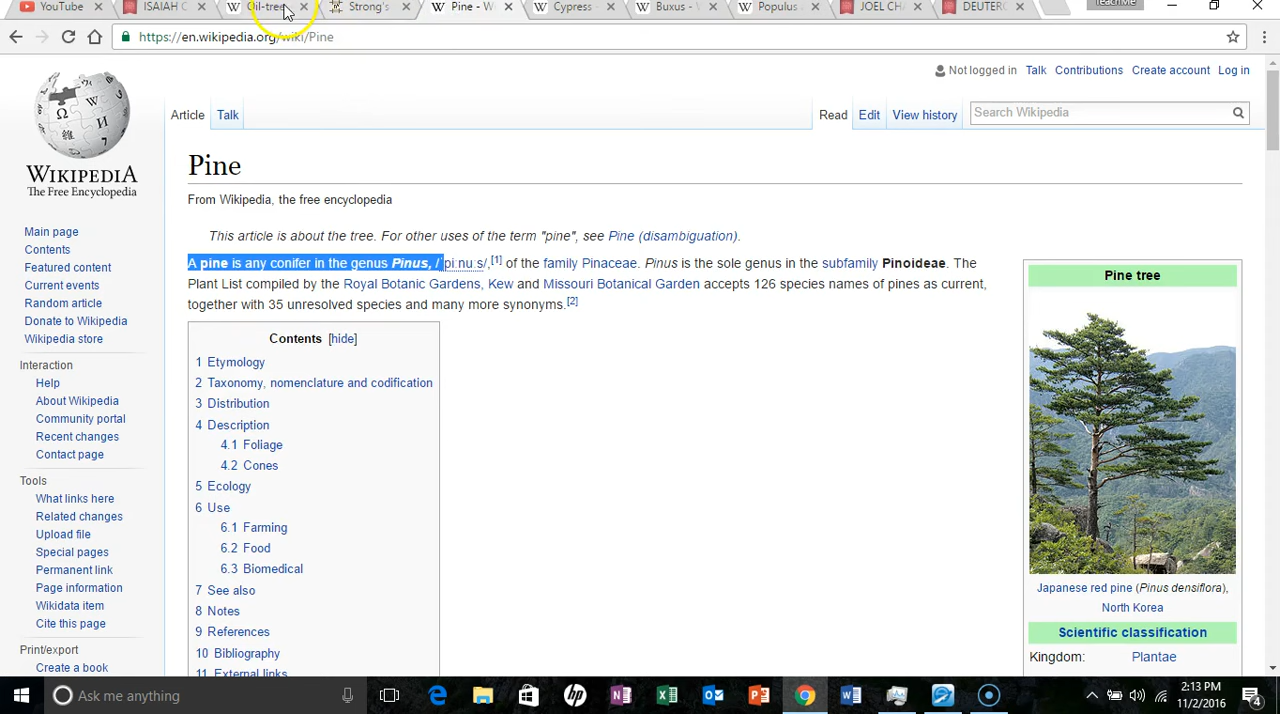 YouTube
ISAIAH C
Oil-tree
Strong's
Pine - W
Cypress -
Buxus - W
Populus
JOEL CHA
DEUTERO
TeachMe
https://en.wikipedia.org/wiki/Pine
Not logged in Talk Contributions Create account Log in
Article Talk Read Edit View history Search Wikipedia
WIKIPEDIA
The Free Encyclopedia
Main page
Contents
Featured content
Current events
Random article
Donate to Wikipedia
Wikipedia store
Interaction
Help
About Wikipedia
Community portal
Recent changes
Contact page
Tools
What links here
Related changes
Upload file
Special pages
Permanent link
Page information
Wikidata item
Cite this page
Print/export
Create a book
Pine
From Wikipedia, the free encyclopedia
This article is about the tree. For other uses of the term "pine", see Pine (disambiguation).
A pine is any conifer in the genus Pinus, /ˈpiːnuːs/,[1] of the family Pinaceae. Pinus is the sole genus in the subfamily Pinoideae. The
Plant List compiled by the Royal Botanic Gardens, Kew and Missouri Botanical Garden accepts 126 species names of pines as current,
together with 35 unresolved species and many more synonyms.[2]
Contents [hide]
1 Etymology
2 Taxonomy, nomenclature and codification
3 Distribution
4 Description
4.1 Foliage
4.2 Cones
5 Ecology
6 Use
6.1 Farming
6.2 Food
6.3 Biomedical
7 See also
8 Notes
9 References
10 Bibliography
11 External links
Pine tree
Japanese red pine (Pinus densiflora),
North Korea
Scientific classification
Kingdom: Plantae
Ask me anything
2:13 PM
11/2/2016
4